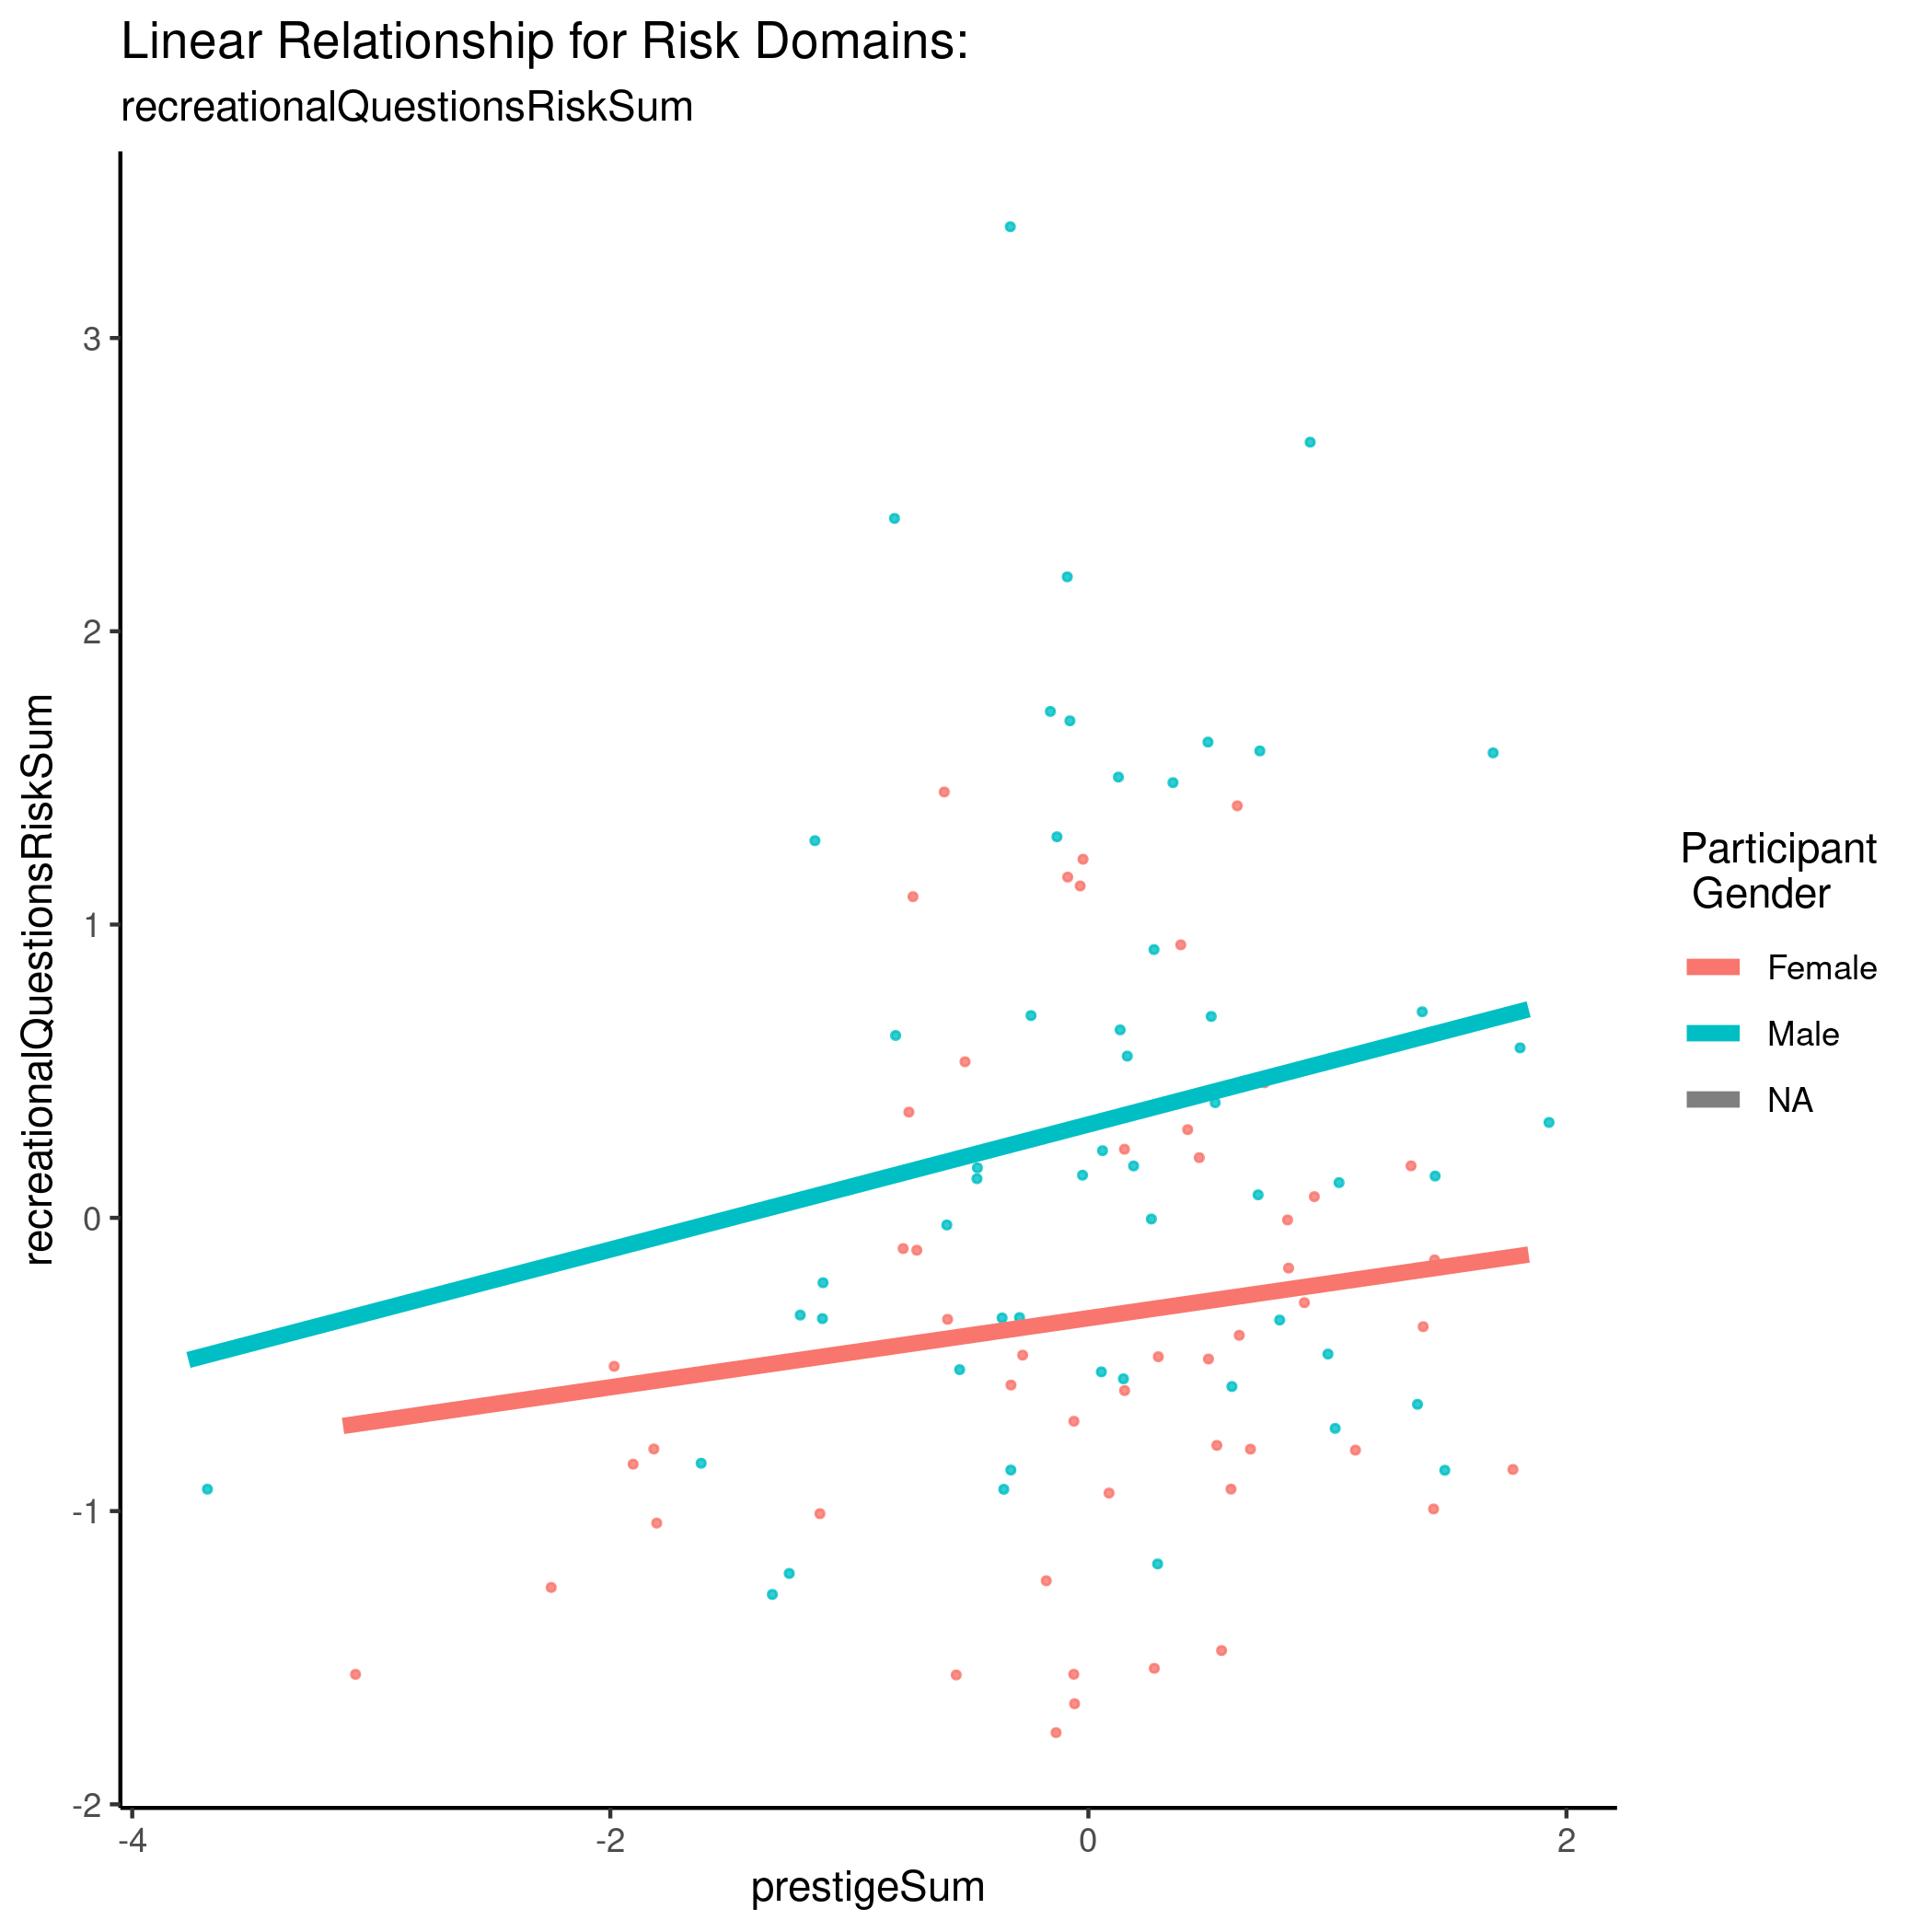 Linear Relationship for Risk Domains:
recreationalQuestionsRiskSum
recreationalQuestionsRiskSum
3
2
1
0
-1
-2
-4
-2
0
2
prestigeSum
Participant
Gender
Female
Male
NA